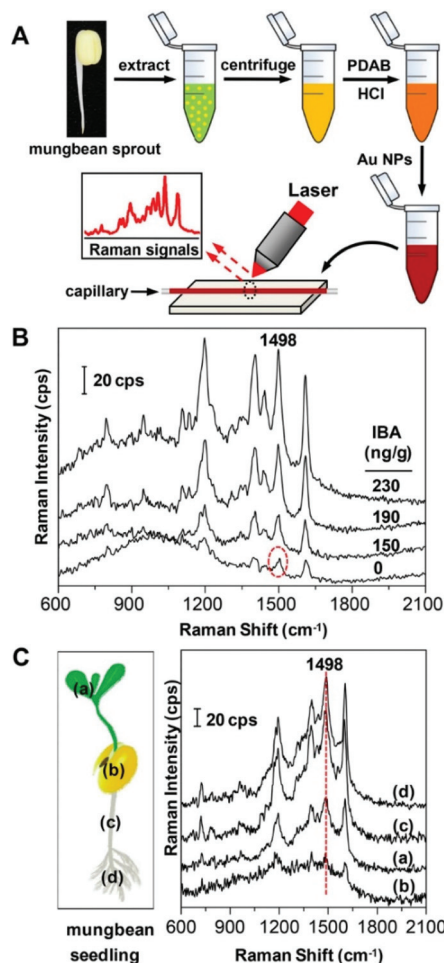 A
extract
centrifuge
PDAB
HCl
mungbean sprout
Au NPs
Laser
Raman signals
capillary
B
1498
20 cps
IBA
(ng/g)
230
190
150
0
Raman Intensity (cps)
600 900 1200 1500 1800 2100
Raman Shift (cm-1)
C
(a)
(b)
(c)
(d)
mungbean
seedling
1498
20 cps
(d)
(c)
(a)
(b)
Raman Intensity (cps)
600 900 1200 1500 1800 2100
Raman Shift (cm-1)